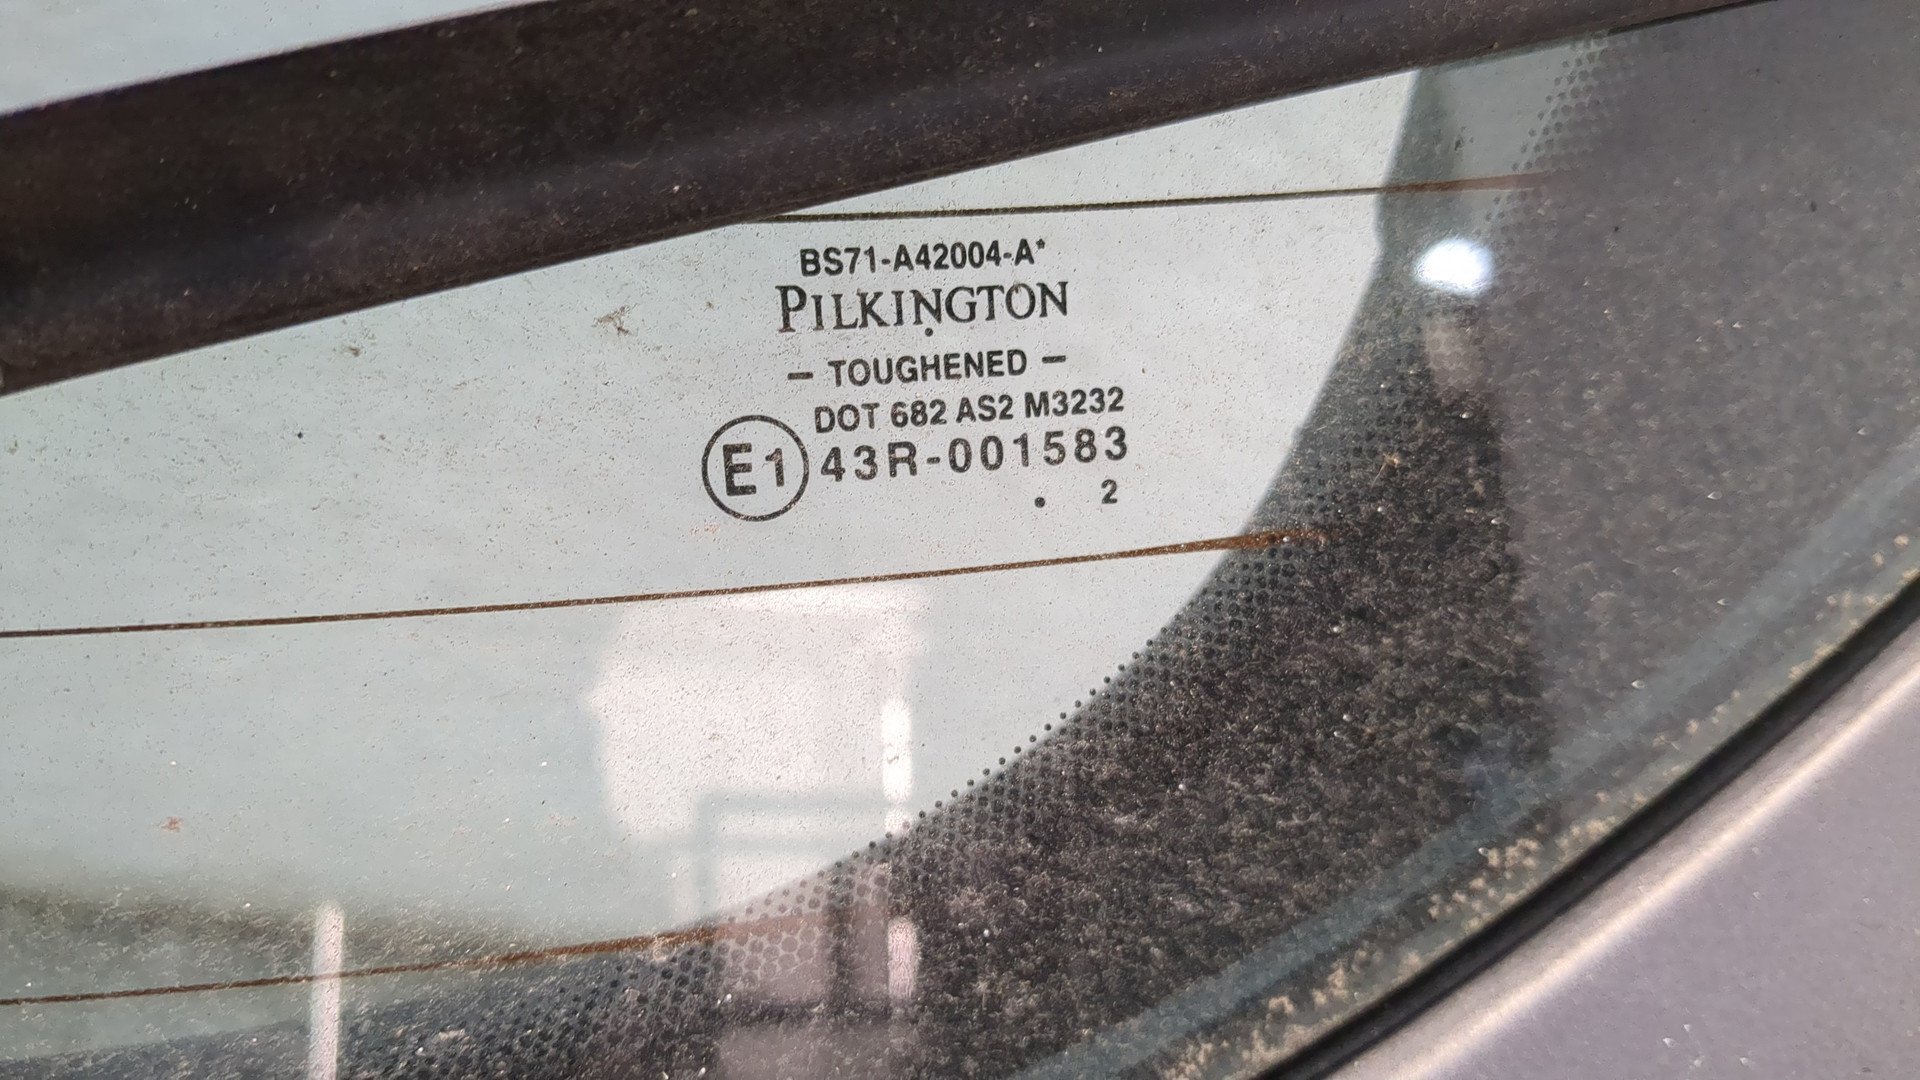 BS71-A42004-A*
PILKINGTON
- TOUGHENED -
DOT 682 AS2 M3232
E1 43R-001583
. 2